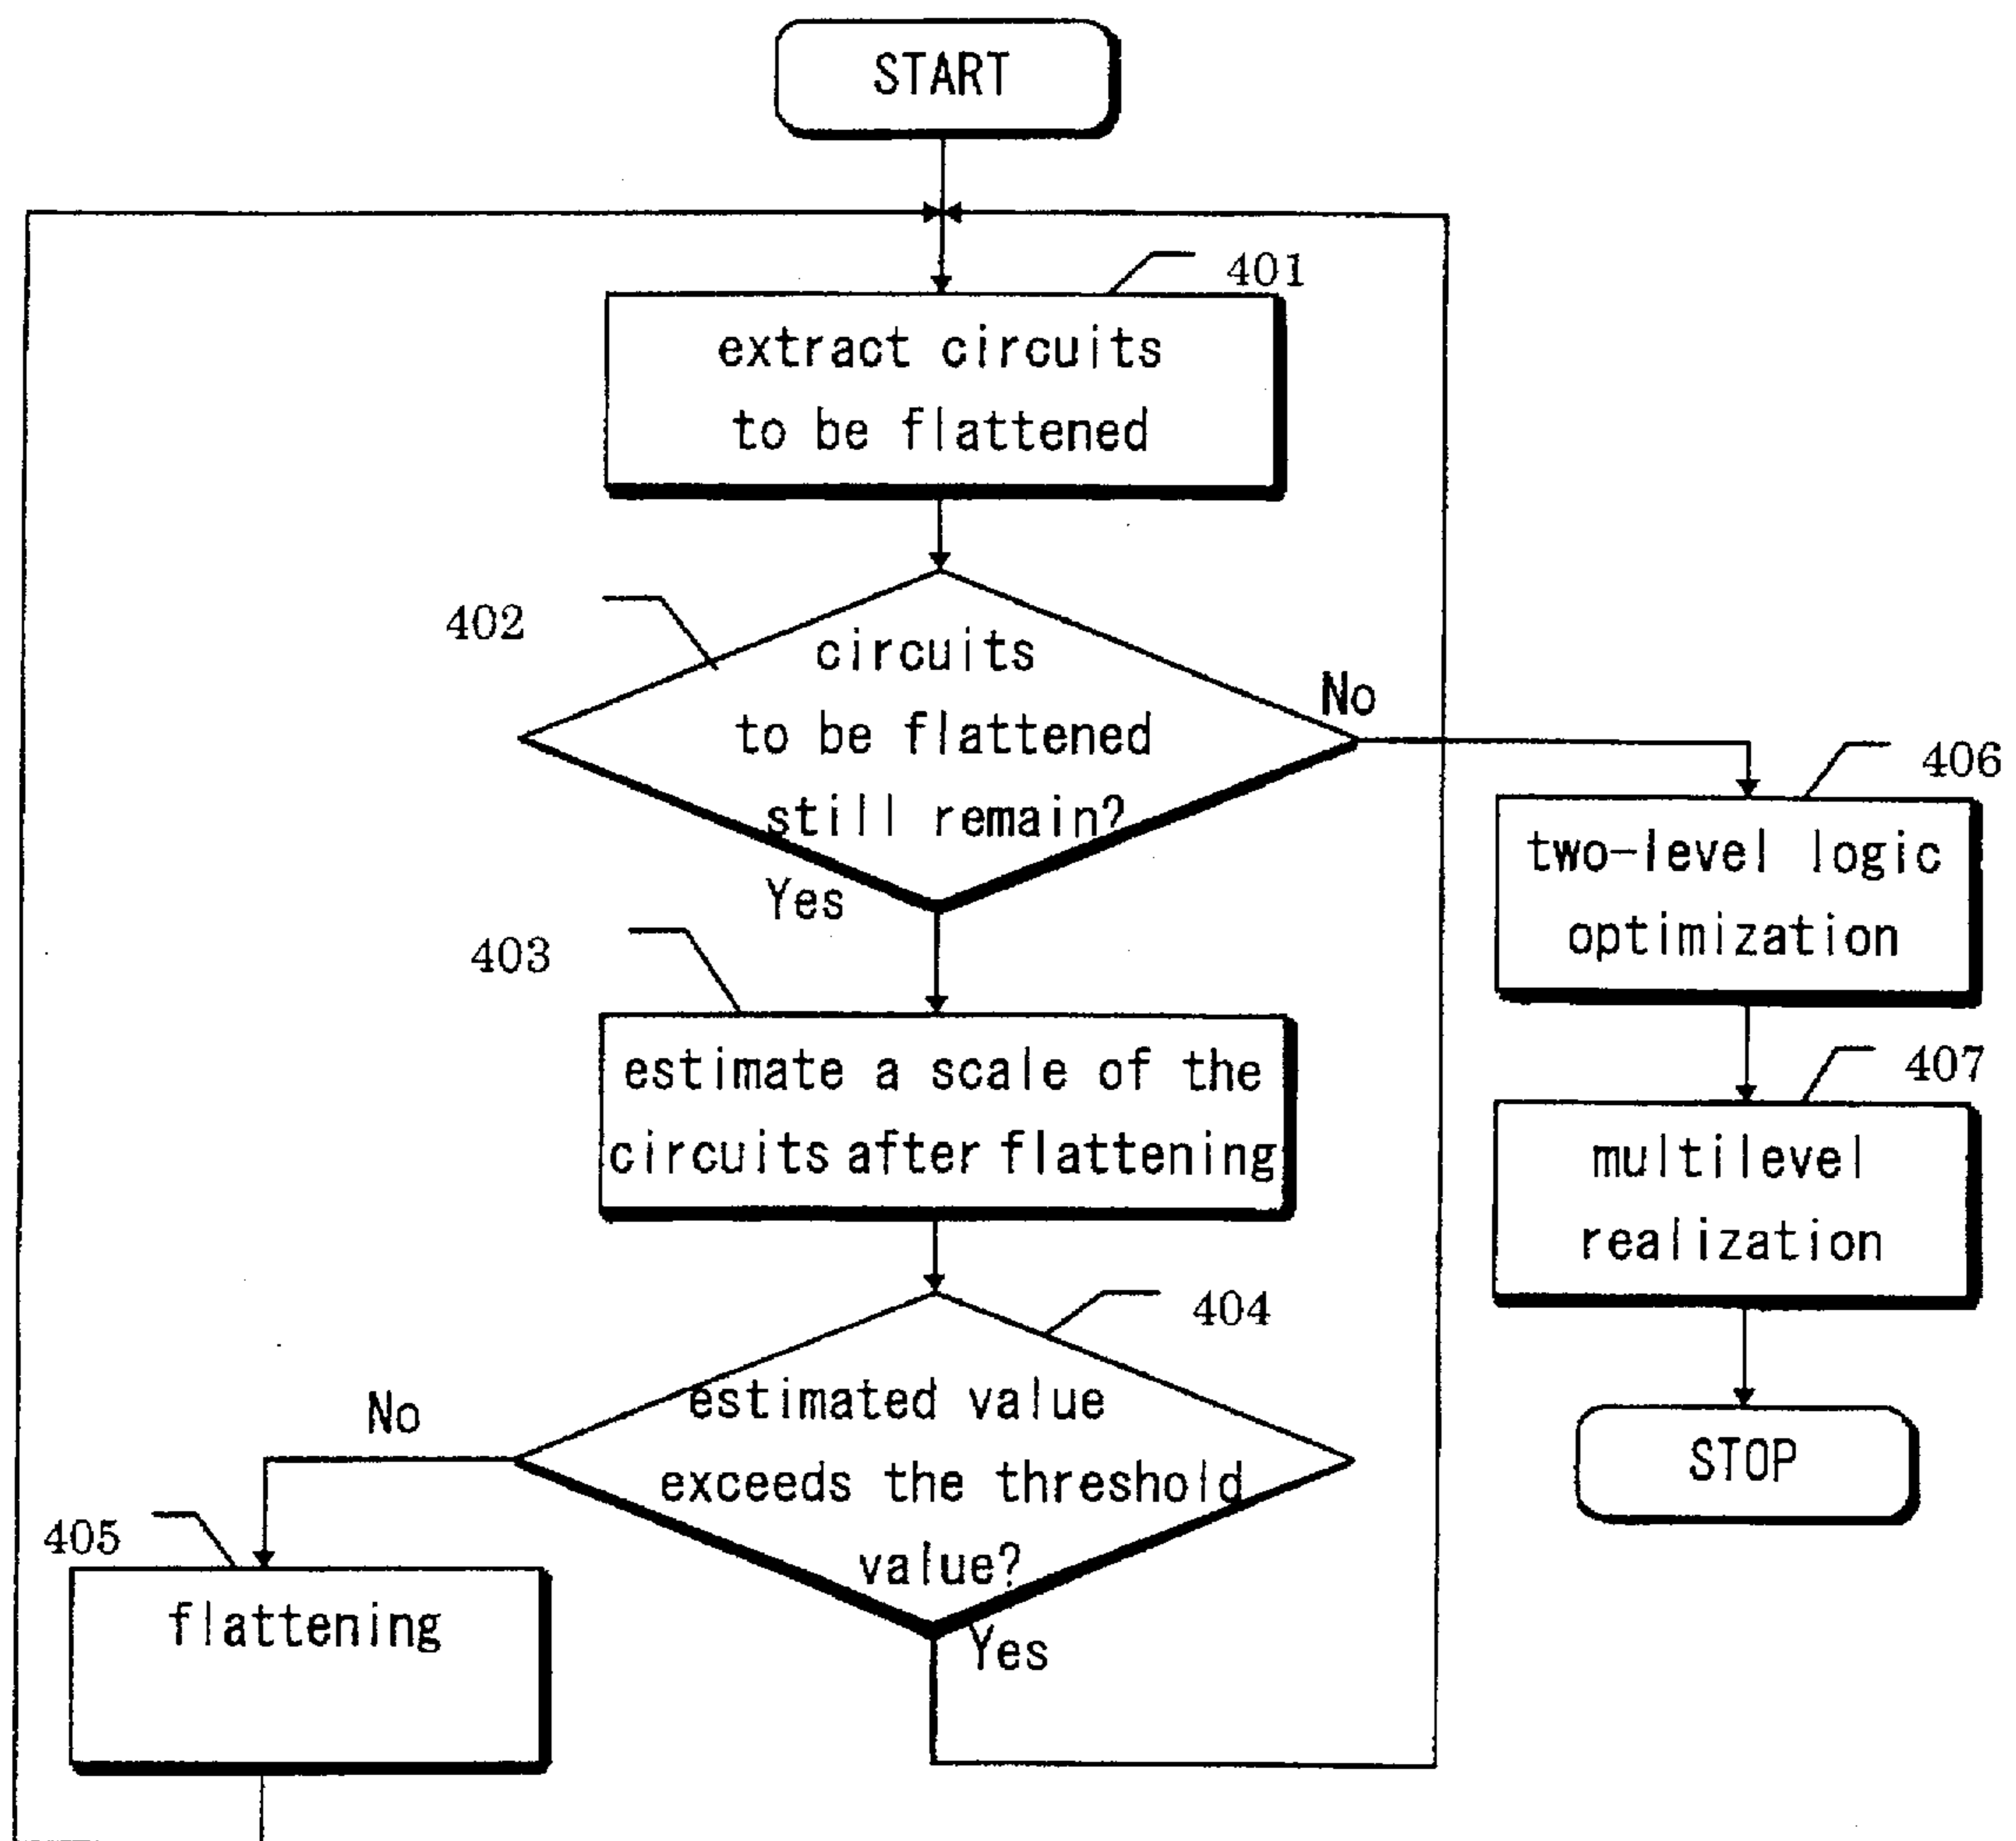 START
401
extract circuits
to be flattened
402
circuits
to be flattened
still remain?
No
Yes
406
two-level logic
optimization
403
estimate a scale of the
circuits after flattening
407
multilevel
realization
404
estimated value
exceeds the threshold
value?
No
Yes
STOP
405
flattening